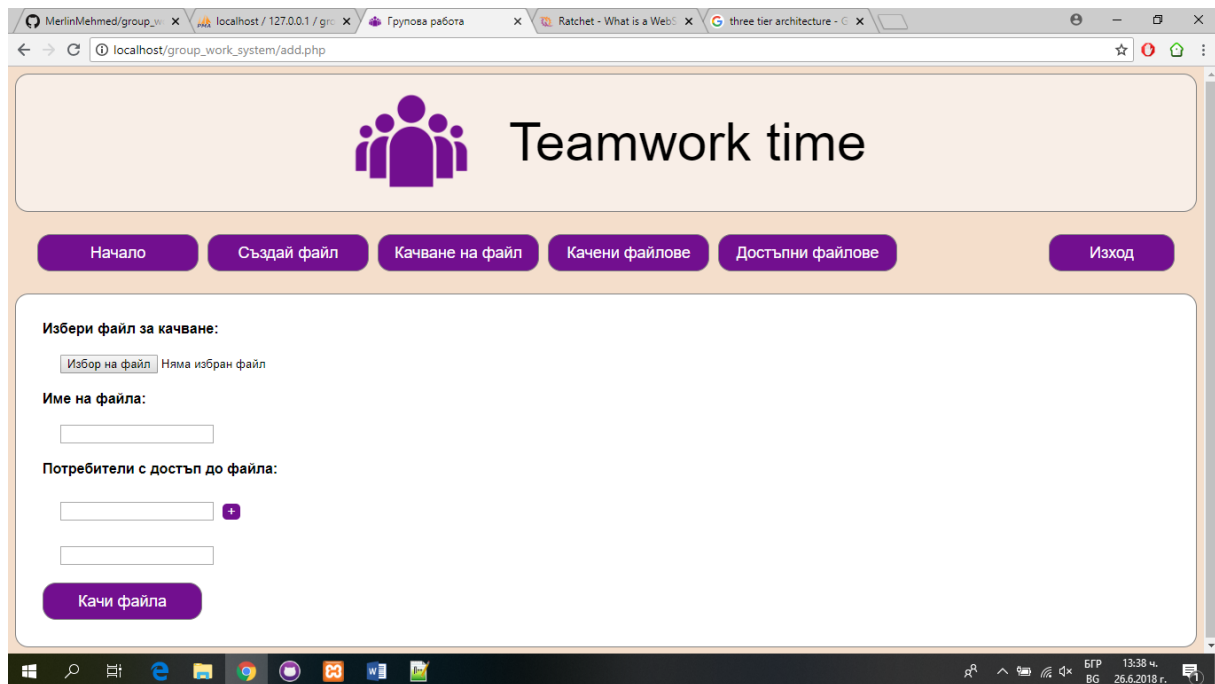 MerlinMehmed/group_w
localhost / 127.0.0.1 / gro
Групова работа
Ratchet - What is a WebS
three tier architecture - G
localhost/group_work_system/add.php
Teamwork time
Начало
Създай файл
Качване на файл
Качени файлове
Достъпни файлове
Изход
Избери файл за качване:
Избор на файл Няма избран файл
Име на файла:
Потребители с достъп до файла:
+
Качи файла
БГР 13:38 ч.
BG 26.6.2018 г.